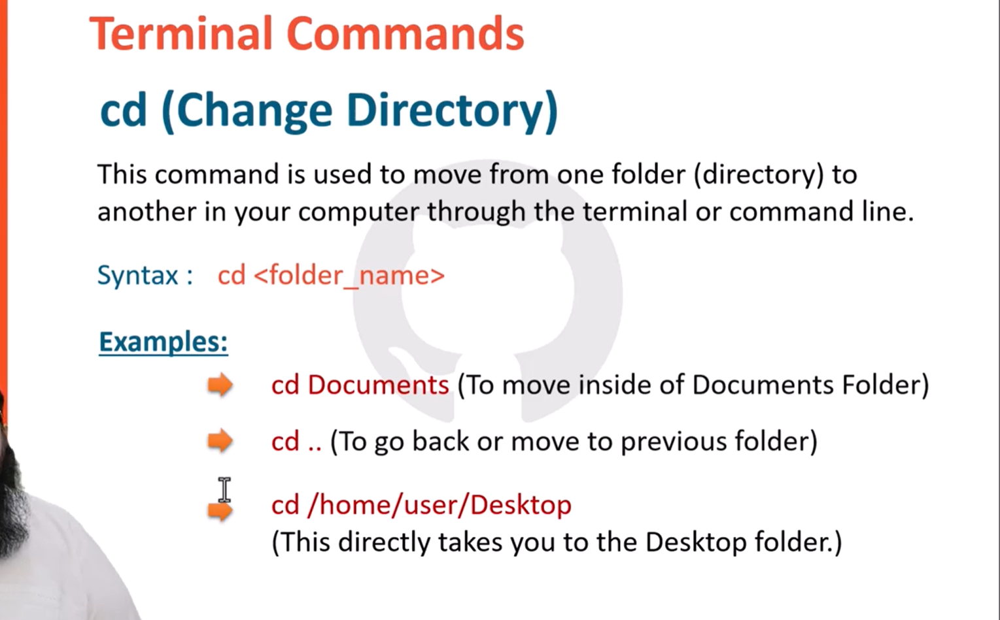 Terminal Commands
cd (Change Directory)
This command is used to move from one folder (directory) to
another in your computer through the terminal or command line.
Syntax : cd <folder_name>
Examples:
cd Documents (To move inside of Documents Folder)
cd .. (To go back or move to previous folder)
cd /home/user/Desktop
(This directly takes you to the Desktop folder.)